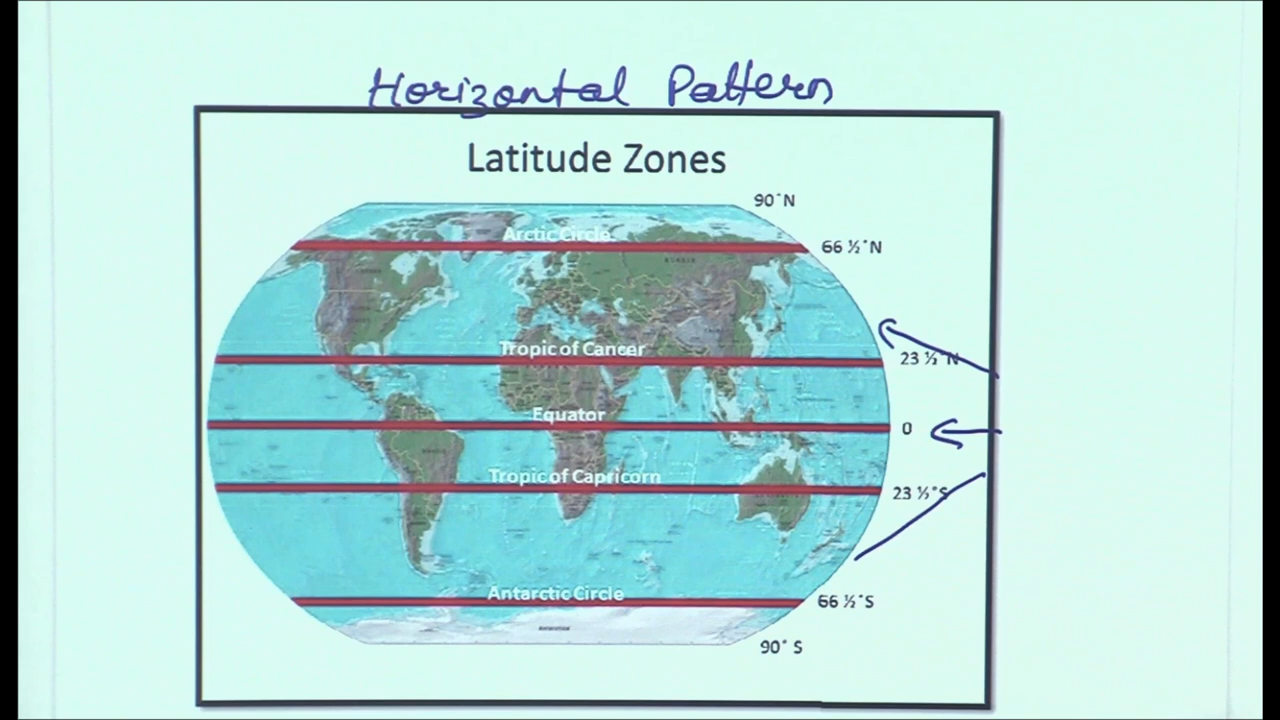 Horizontal Pattern
Latitude Zones
90°N
Arctic Circle
66 ½°N
Tropic of Cancer
23 ½°N
Equator
0
Tropic of Capricorn
23 ½°S
Antarctic Circle
66 ½°S
90° S